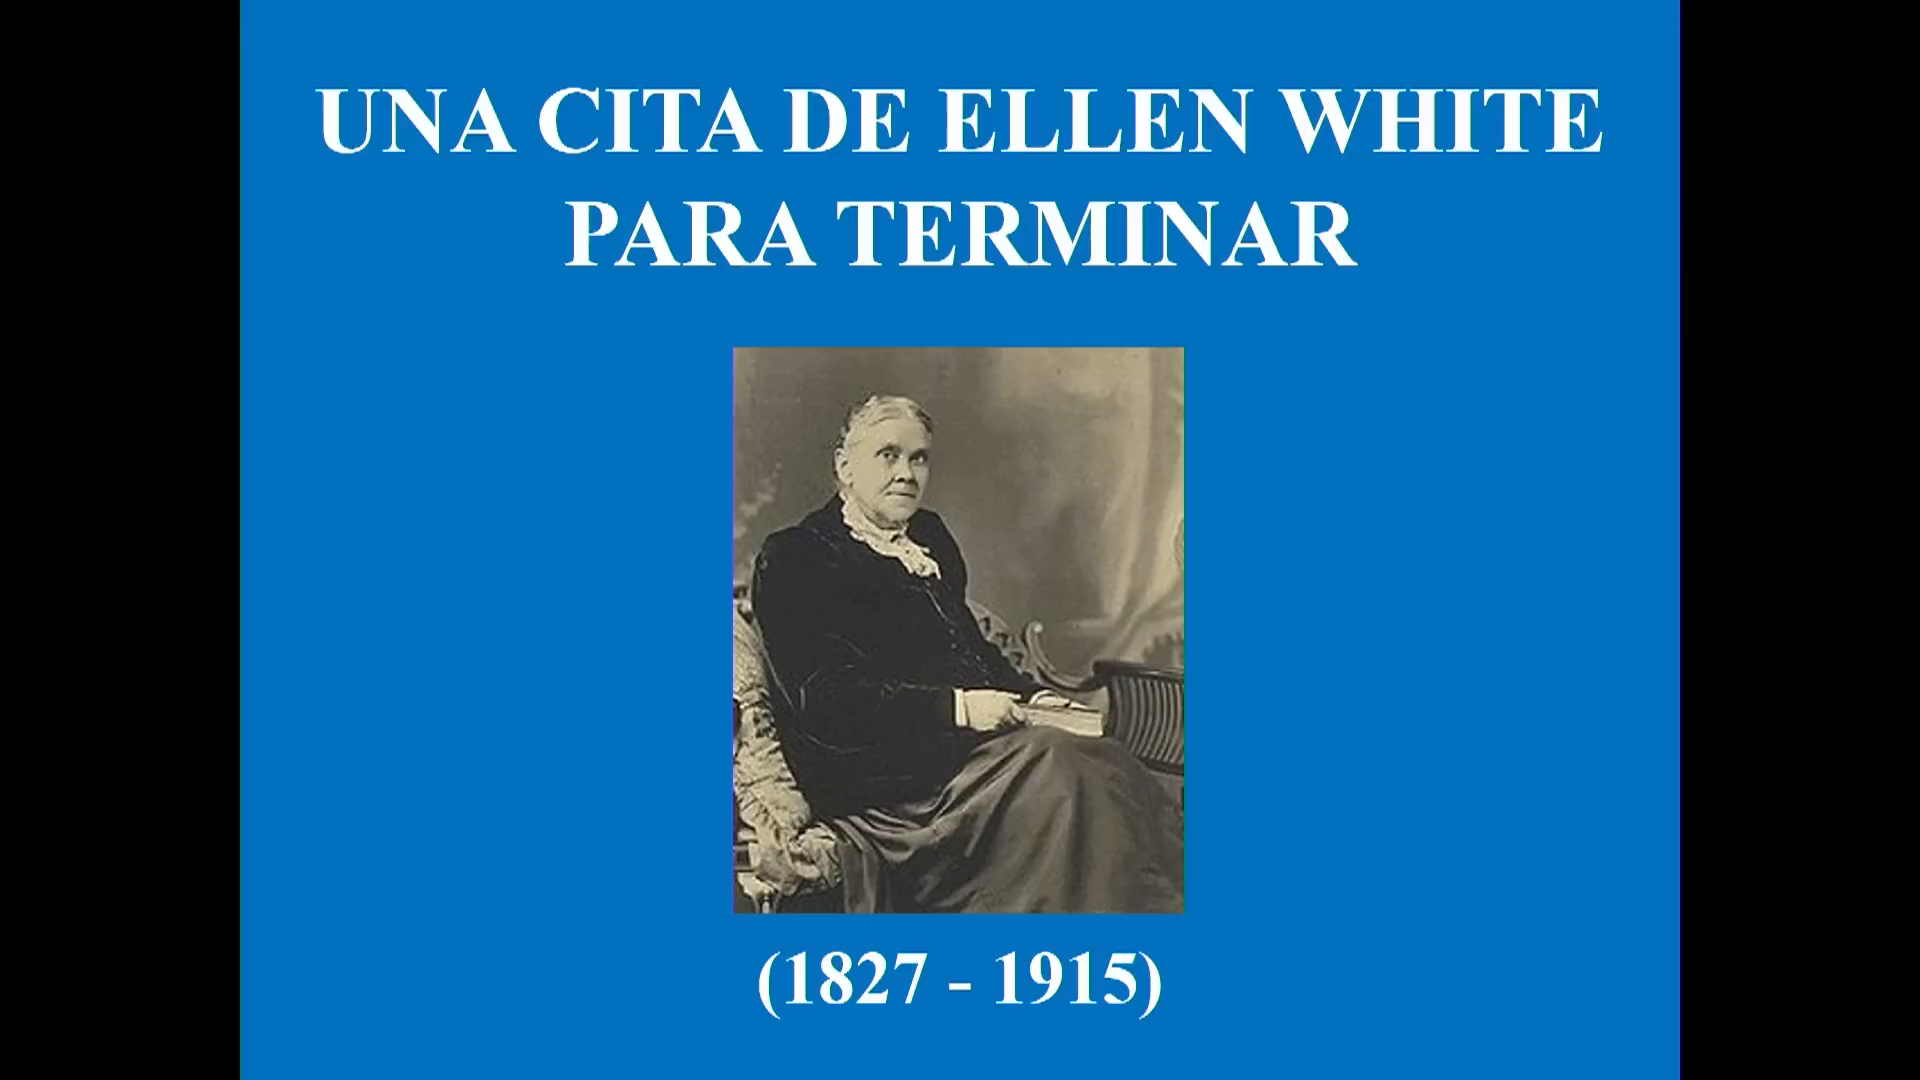 UNA CITA DE ELLEN WHITE
PARA TERMINAR
(1827 - 1915)